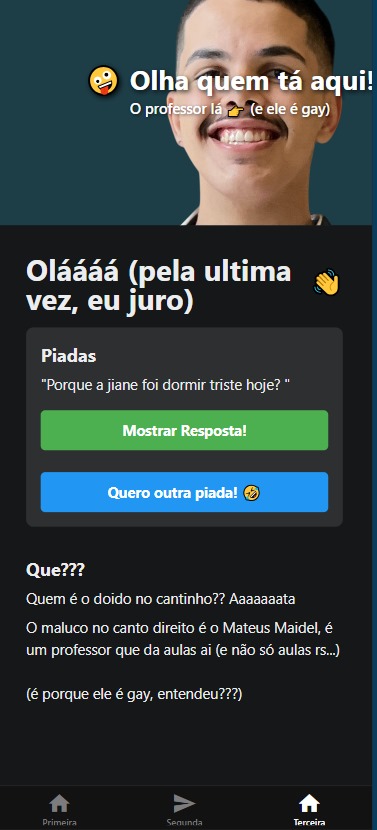 🤪 Olha quem tá aqui!
O professor lá 👉 (e ele é gay)
Oláááá (pela ultima
vez, eu juro) 👋
Piadas
"Porque a jiane foi dormir triste hoje? "
Mostrar Resposta!
Quero outra piada! 🤣
Que???
Quem é o doido no cantinho?? Aaaaaaata
O maluco no canto direito é o Mateus Maidel, é
um professor que da aulas ai (e não só aulas rs...)
(é porque ele é gay, entendeu???)
Primeira
Segunda
Terceira